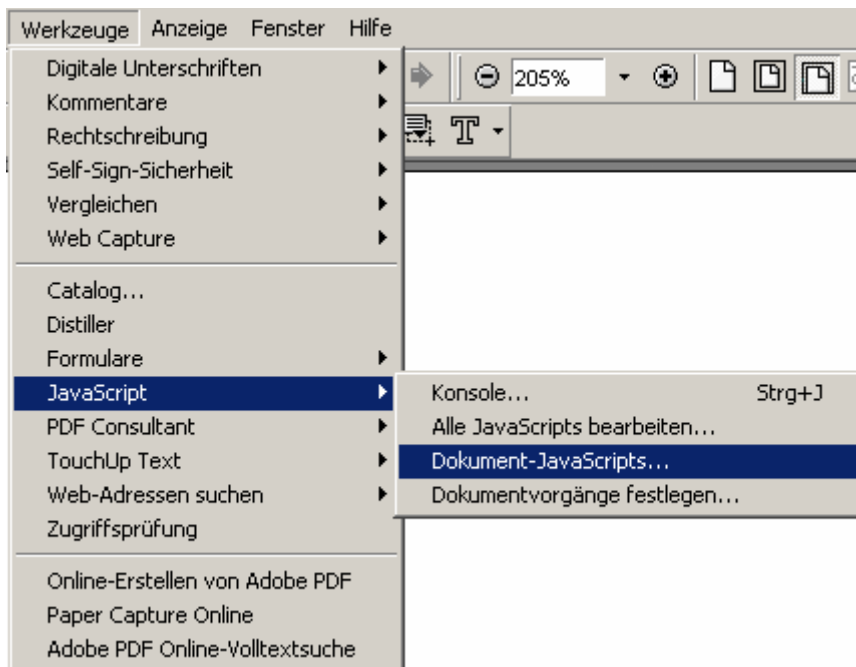 Werkzeuge Anzeige Fenster Hilfe
Digitale Unterschriften
205%
Kommentare
Rechtschreibung
T
Self-Sign-Sicherheit
Vergleichen
Web Capture
Catalog...
Distiller
Formulare
JavaScript
Konsole... Strg+J
PDF Consultant
Alle JavaScripts bearbeiten...
TouchUp Text
Dokument-JavaScripts...
Web-Adressen suchen
Dokumentvorgänge festlegen...
Zugriffsprüfung
Online-Erstellen von Adobe PDF
Paper Capture Online
Adobe PDF Online-Volltextsuche